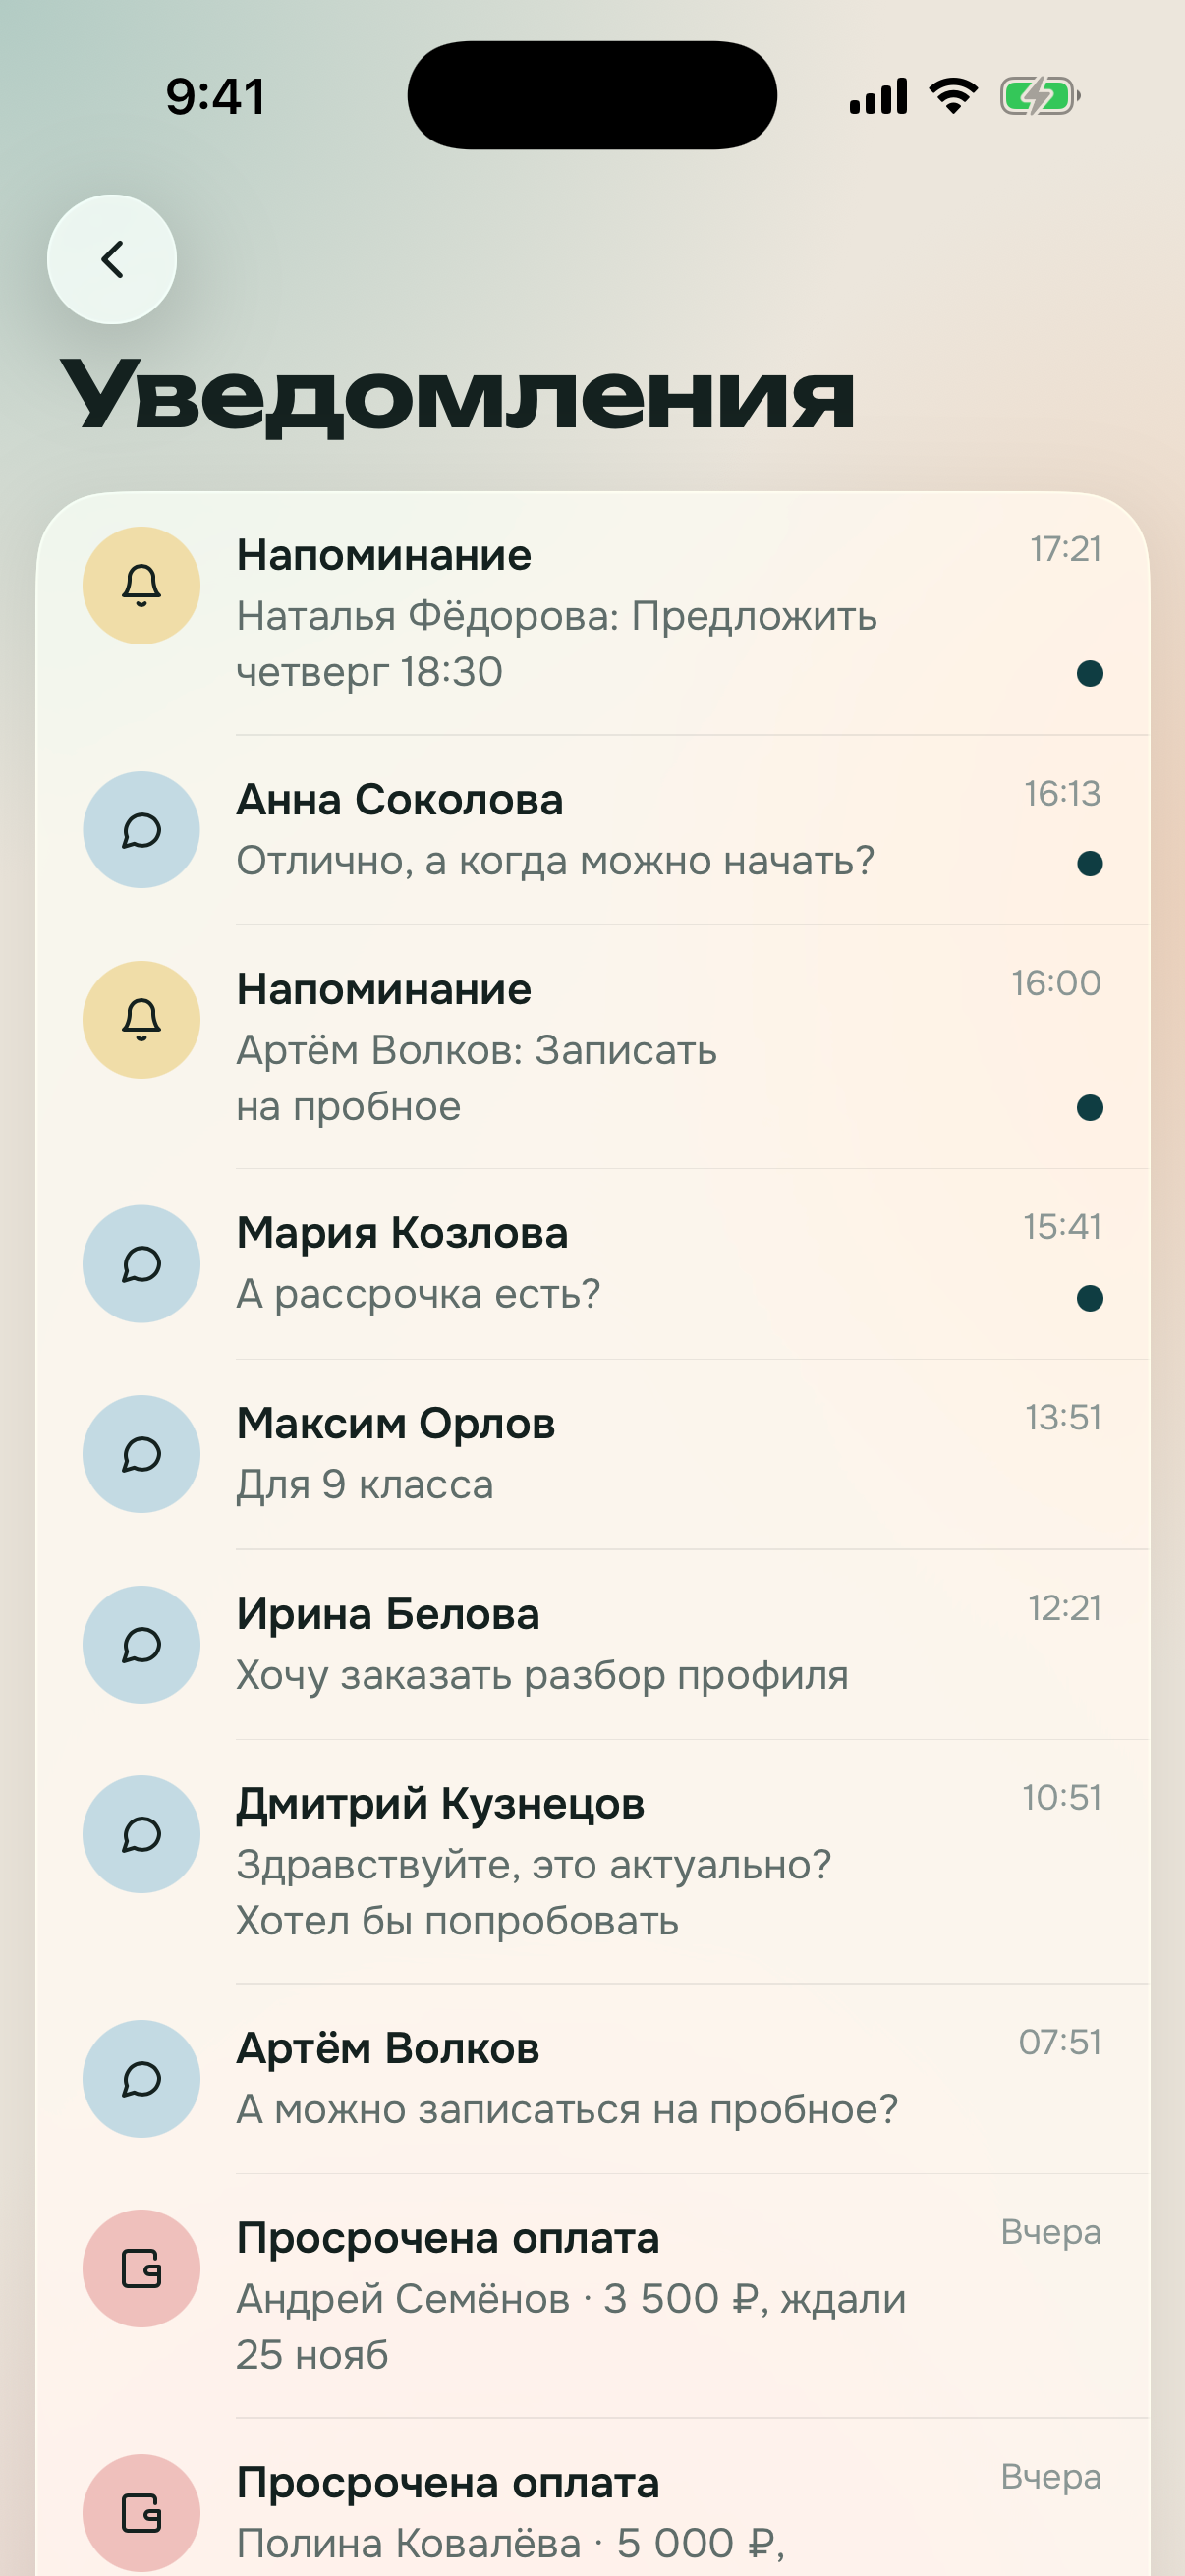 9:41
Уведомления
Напоминание 17:21
Наталья Фёдорова: Предложить
четверг 18:30
Анна Соколова 16:13
Отлично, а когда можно начать?
Напоминание 16:00
Артём Волков: Записать
на пробное
Мария Козлова 15:41
А рассрочка есть?
Максим Орлов 13:51
Для 9 класса
Ирина Белова 12:21
Хочу заказать разбор профиля
Дмитрий Кузнецов 10:51
Здравствуйте, это актуально?
Хотел бы попробовать
Артём Волков 07:51
А можно записаться на пробное?
Просрочена оплата Вчера
Андрей Семёнов · 3 500 ₽, ждали
25 нояб
Просрочена оплата Вчера
Полина Ковалёва · 5 000 ₽,